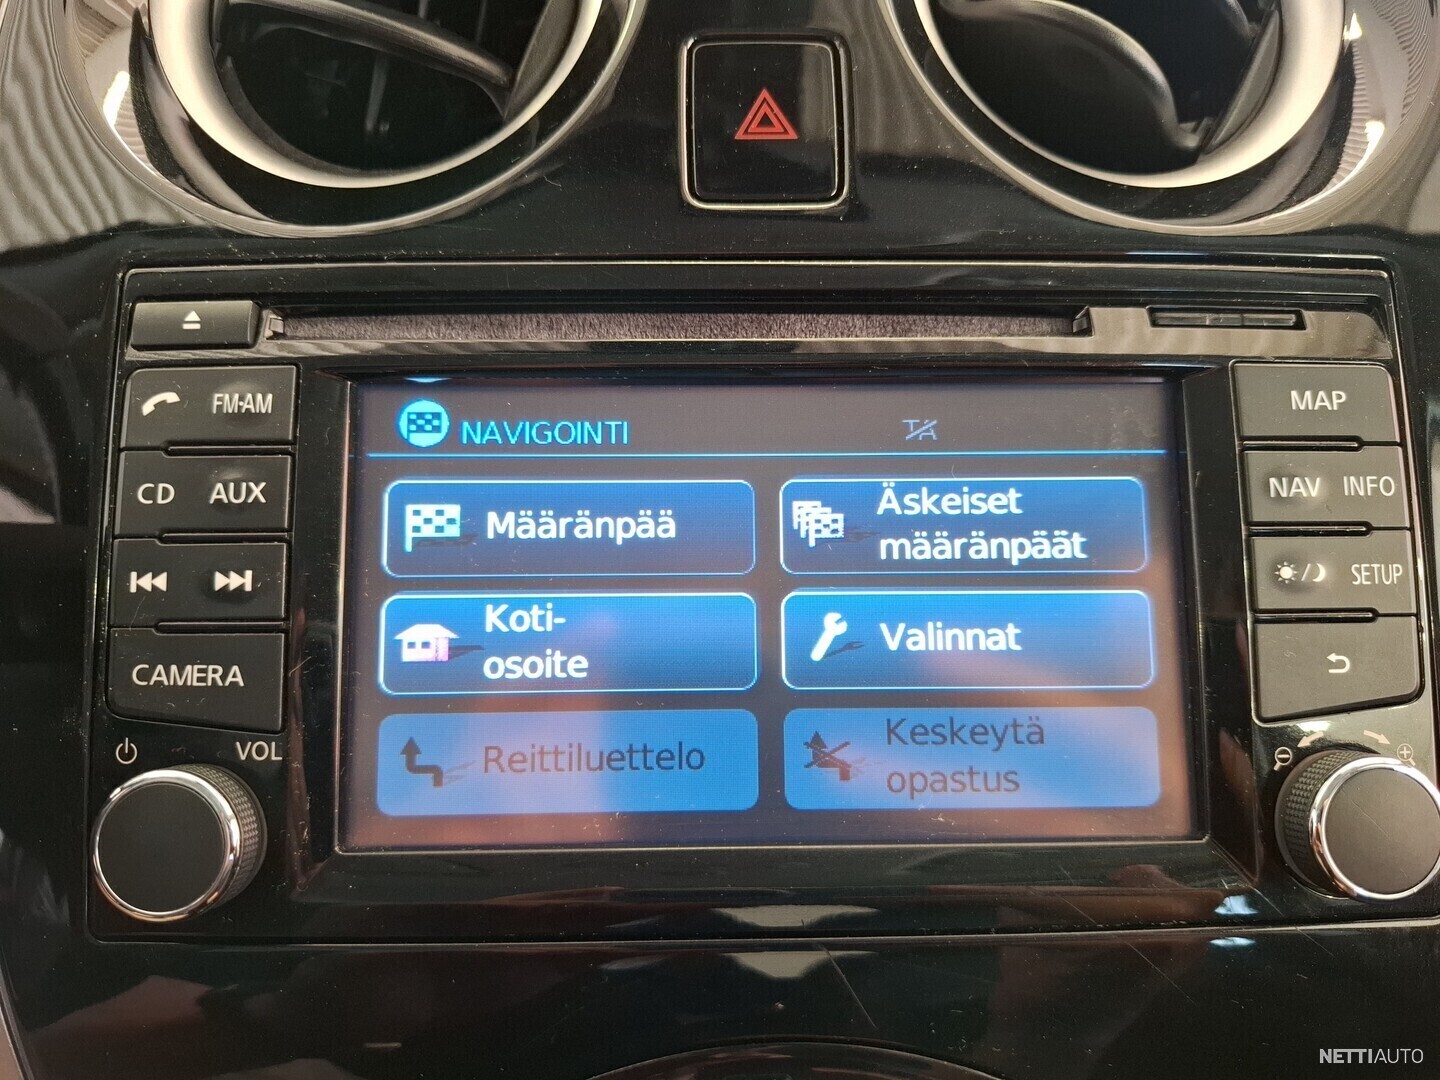 FM·AM
CD AUX
CAMERA
VOL
NAVIGOINTI
TA
Määränpää
Äskeiset
määränpäät
Koti-
osoite
Valinnat
Reittiluettelo
Keskeytä
opastus
MAP
NAV INFO
SETUP
NETTIAUTO